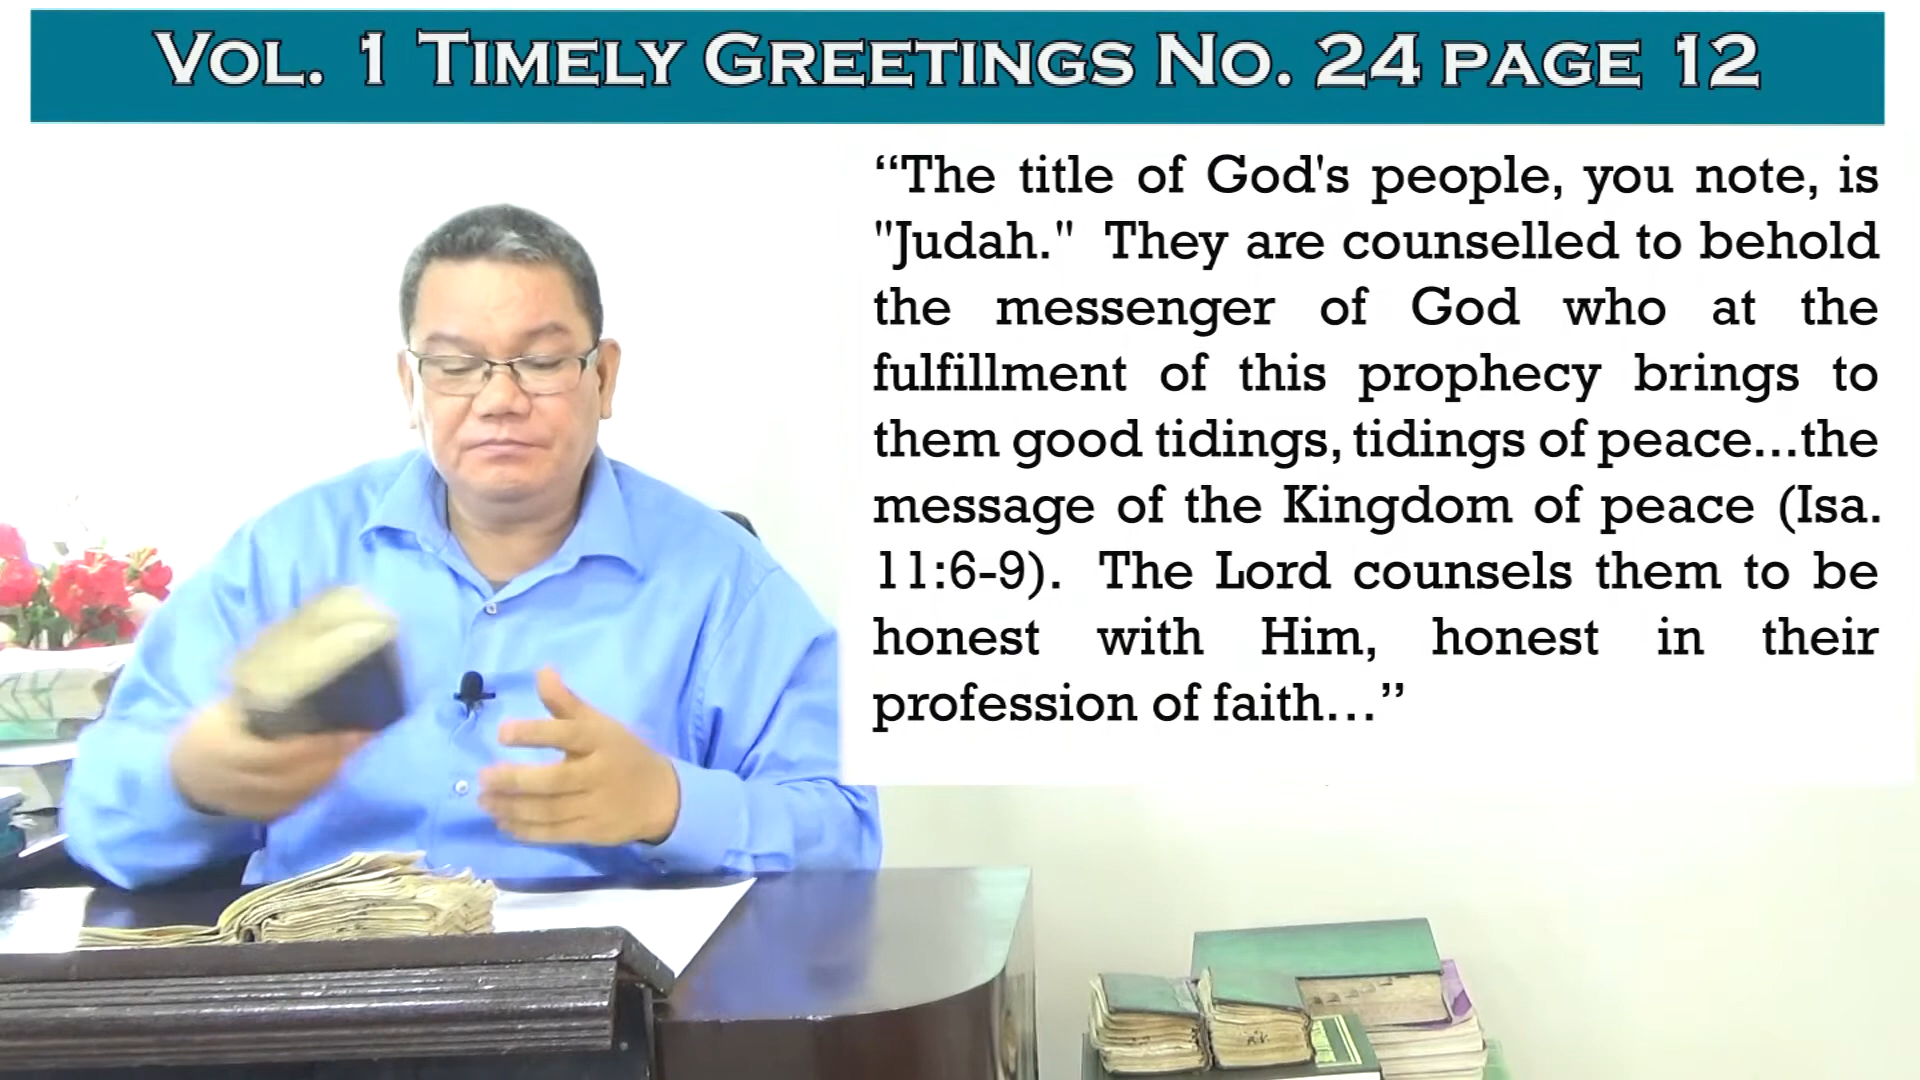 Vol. 1 Timely Greetings No. 24 page 12
“The title of God's people, you note, is
"Judah." They are counselled to behold
the messenger of God who at the
fulfillment of this prophecy brings to
them good tidings, tidings of peace...the
message of the Kingdom of peace (Isa.
11:6-9). The Lord counsels them to be
honest with Him, honest in their
profession of faith…”